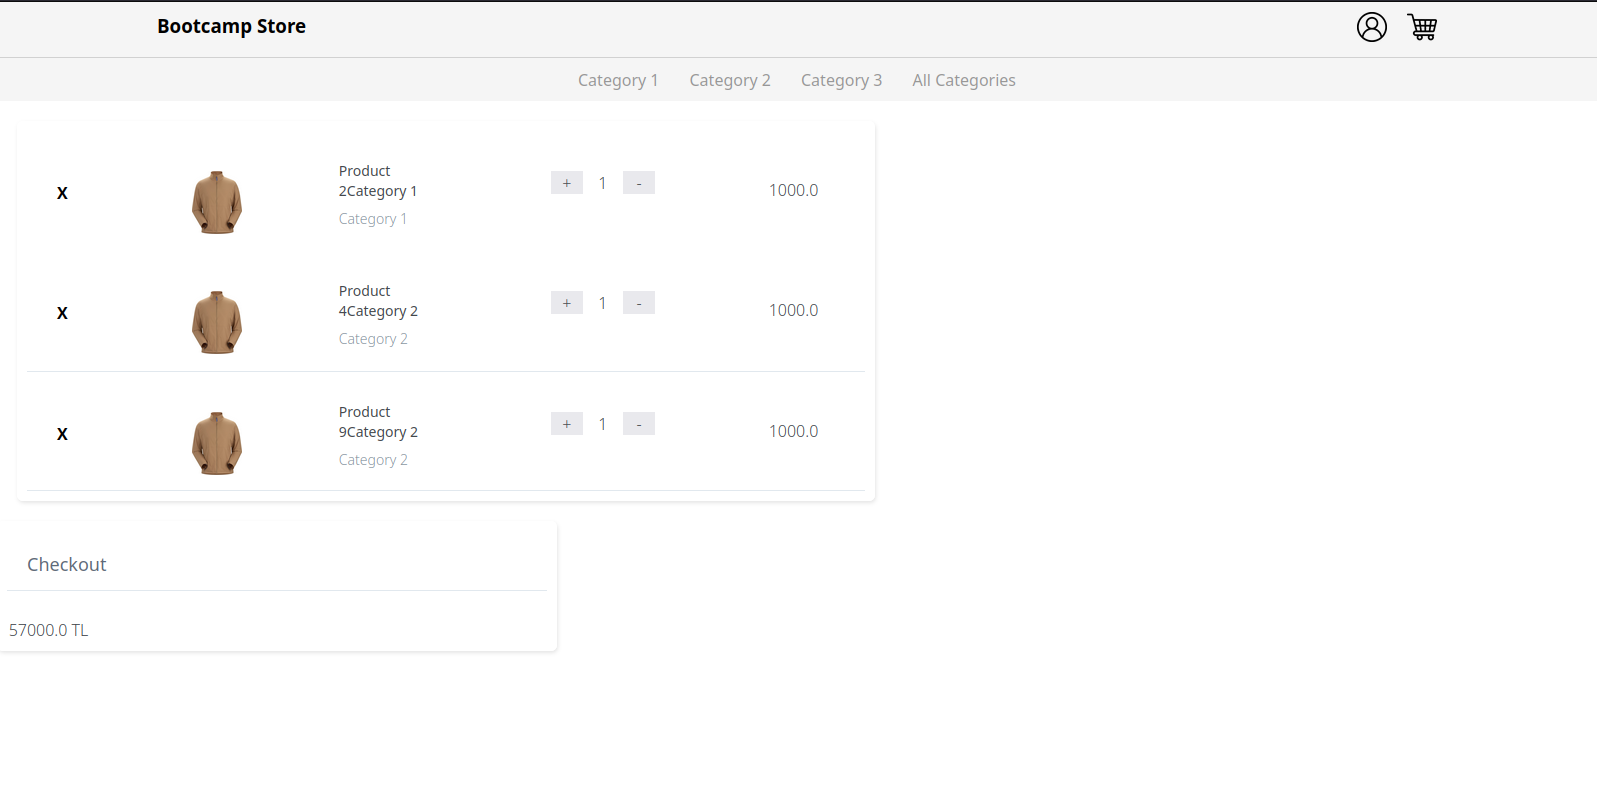 Bootcamp Store
Category 1 Category 2 Category 3 All Categories
X
Product
2Category 1
Category 1
+ 1 -
1000.0
X
Product
4Category 2
Category 2
+ 1 -
1000.0
X
Product
9Category 2
Category 2
+ 1 -
1000.0
Checkout
57000.0 TL